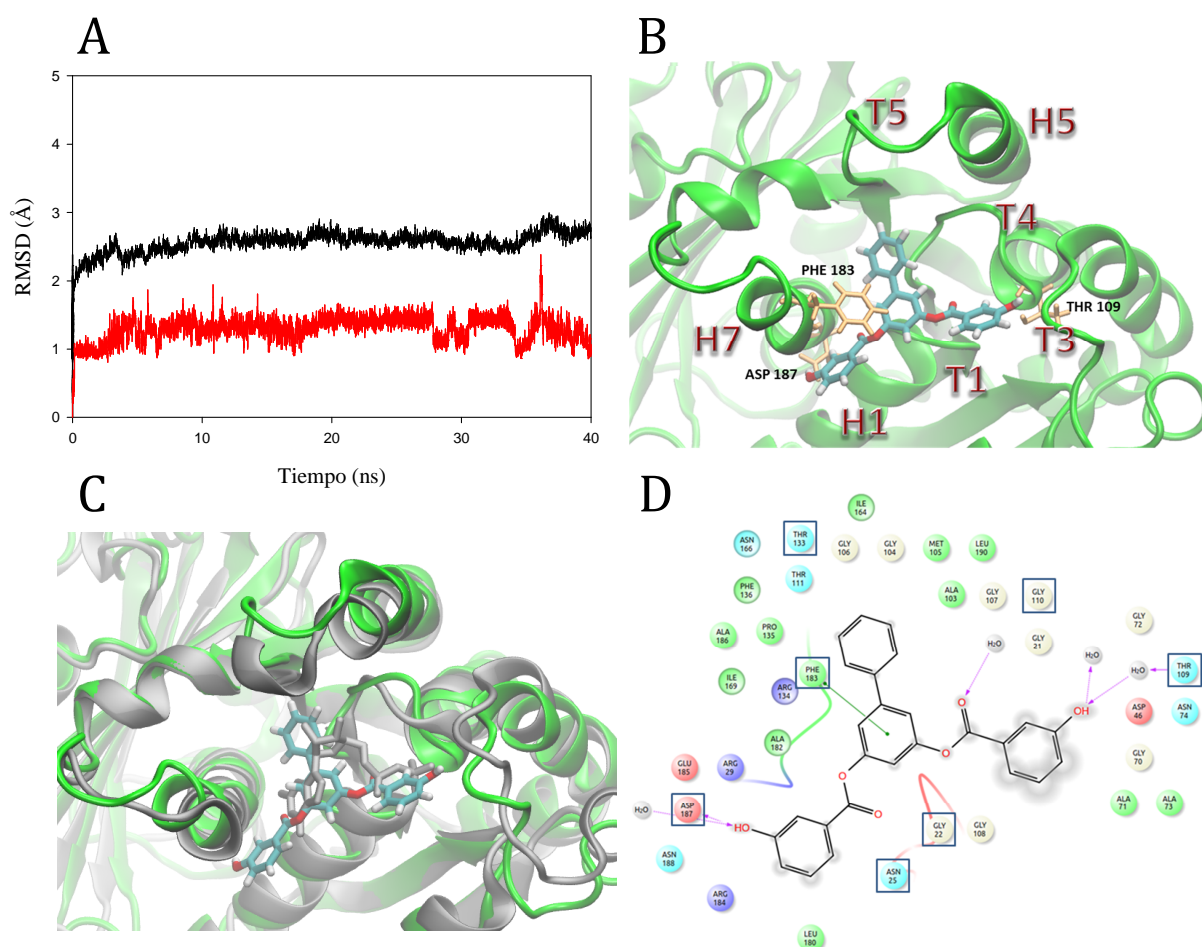 A
5
4
3
2
1
0
RMSD (Å)
0 10 20 30 40
Tiempo (ns)
B
T5
H5
T4
PHE 183
THR 109
H7
T3
ASP 187
T1
H1
C
D
ILE 164
ASN 166
THR 133
GLY 106
GLY 104
MET 105
LEU 190
THR 111
PHE 136
ALA 103
GLY 107
GLY 110
GLY 72
ALA 186
PRO 135
H₂O
GLY 21
H₂O
H₂O
THR 109
ILE 169
ARG 134
PHE 183
O
OH
ASP 46
ASN 74
ALA 182
O
GLY 70
GLU 185
ARG 29
O
ALA 71
ALA 73
H₂O
ASP 187
HO
O
GLY 22
GLY 108
ASN 188
ASN 25
ARG 184
LEU 180